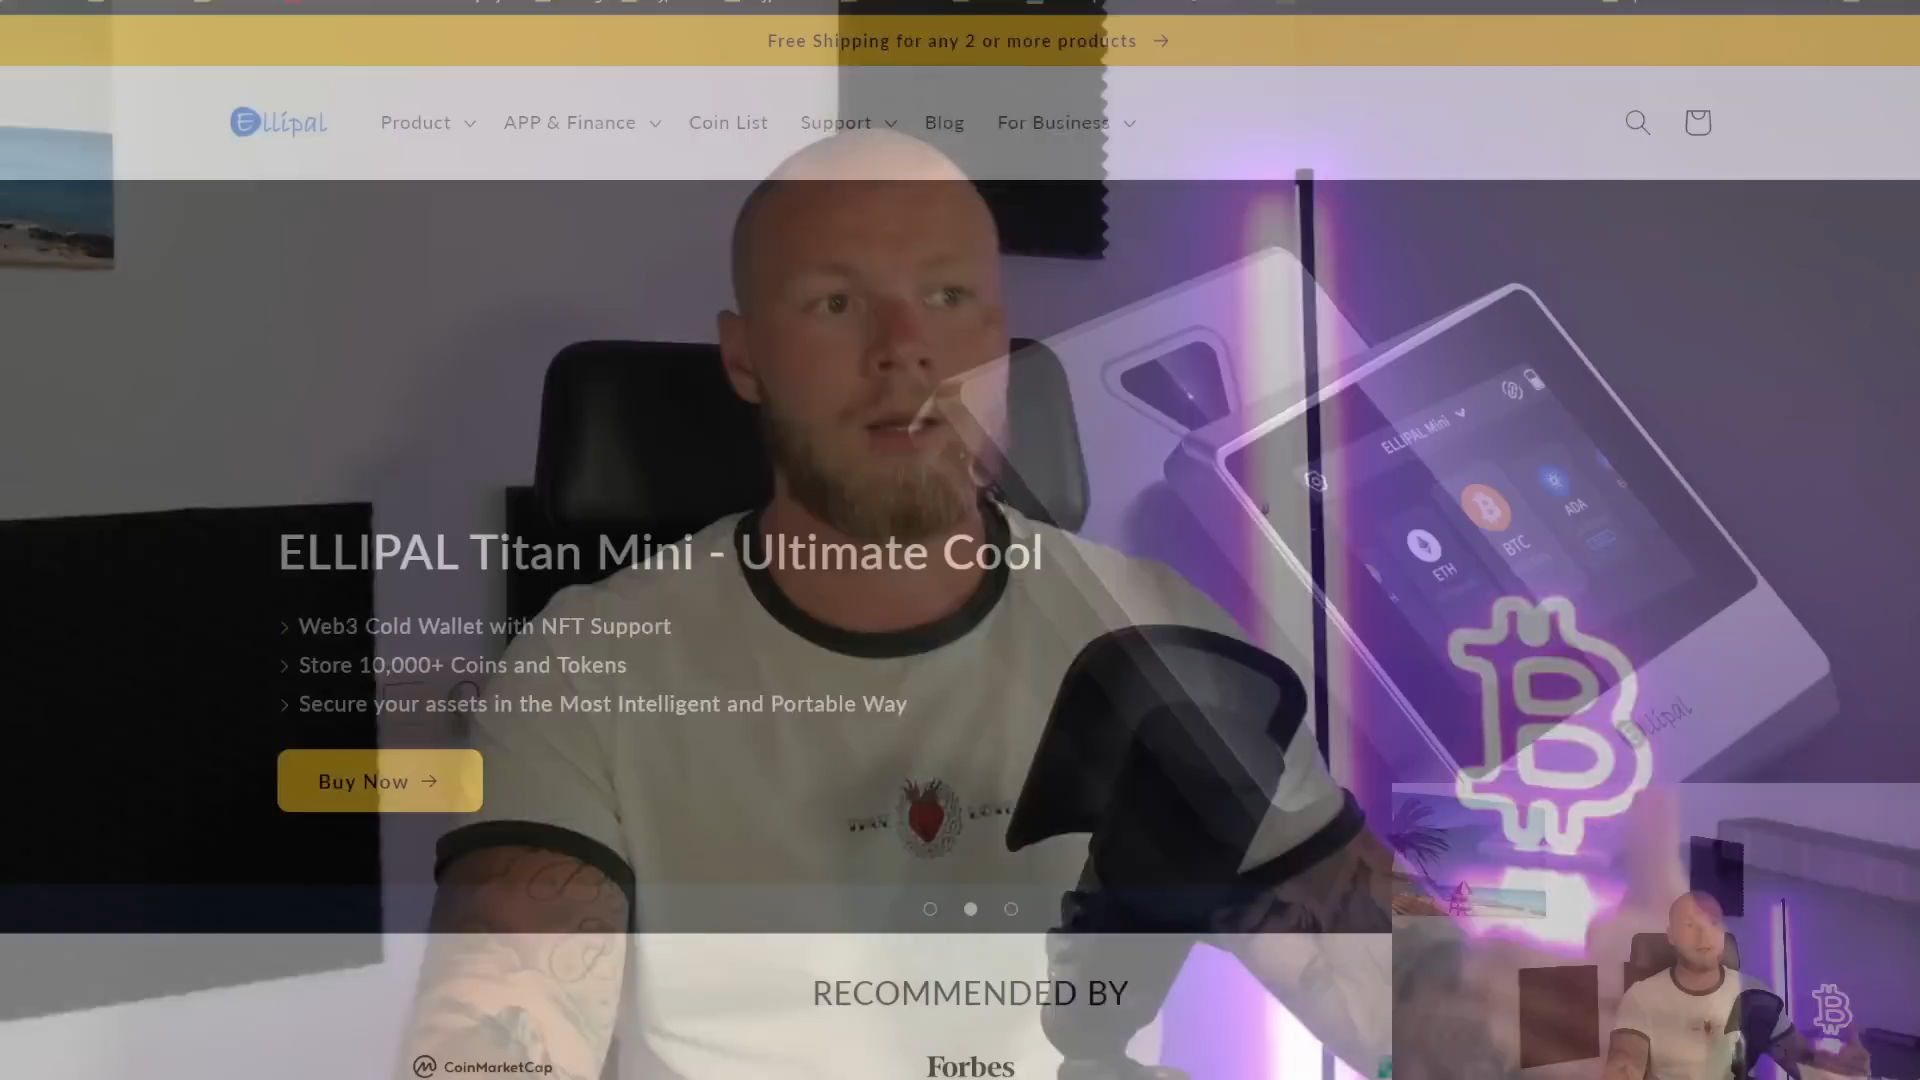 Free Shipping for any 2 or more products
Ellipal
Product
APP & Finance
Coin List
Support
Blog
For Business
ELLIPAL Mini
ETH
BTC
ADA
ELLIPAL Titan Mini - Ultimate Cool
Web3 Cold Wallet with NFT Support
Store 10,000+ Coins and Tokens
Secure your assets in the Most Intelligent and Portable Way
Ellipal
Buy Now
RECOMMENDED BY
CoinMarketCap
Forbes